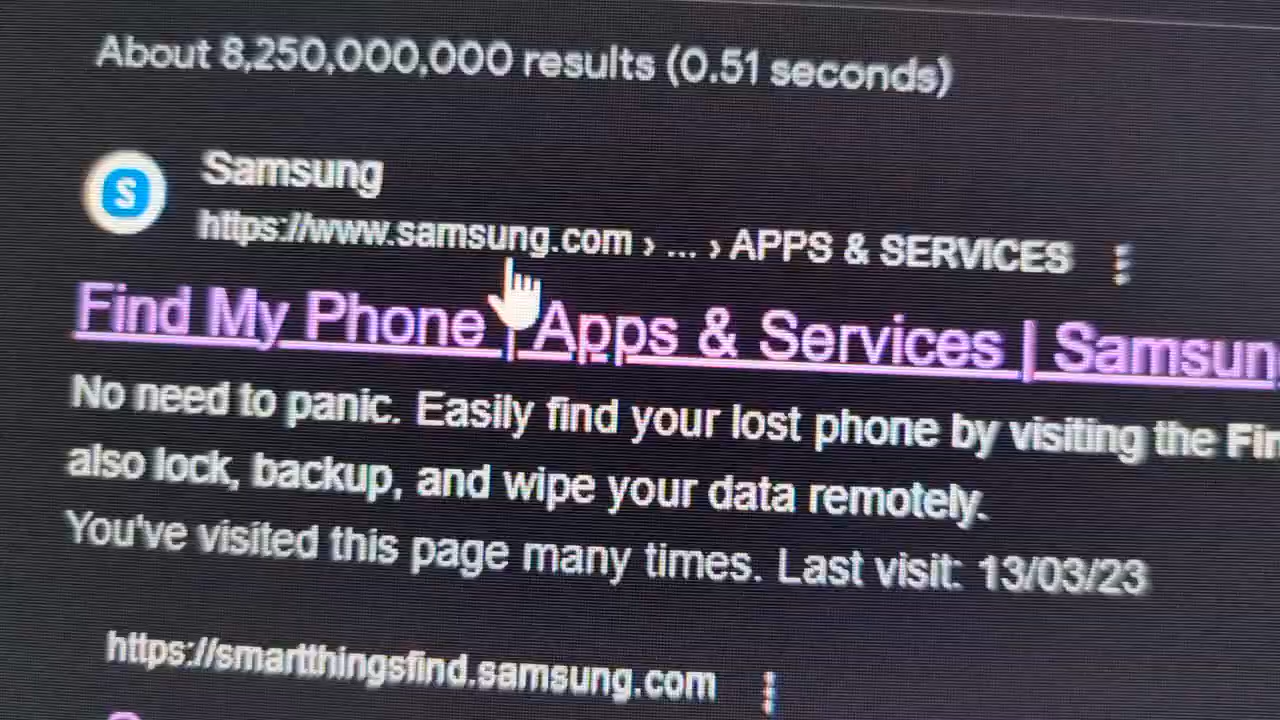 About 8,250,000,000 results (0.51 seconds)
S
Samsung
https://www.samsung.com › ... › APPS & SERVICES
Find My Phone | Apps & Services | Samsun
No need to panic. Easily find your lost phone by visiting the Fin
also lock, backup, and wipe your data remotely.
You've visited this page many times. Last visit: 13/03/23
https://smartthingsfind.samsung.com